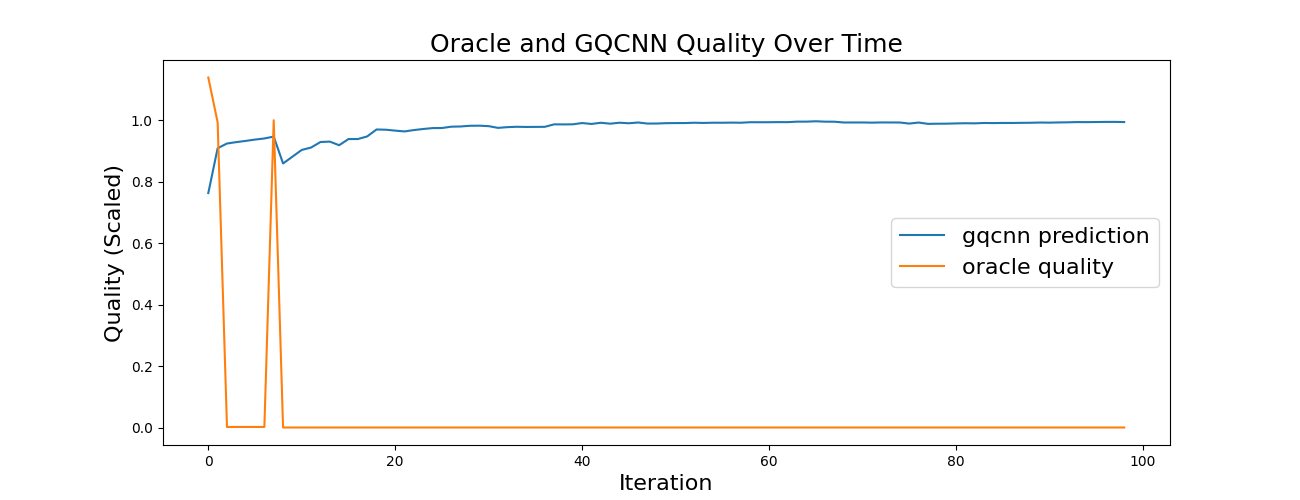 Oracle and GQCNN Quality Over Time
Quality (Scaled)
1.0
0.8
0.6
0.4
0.2
0.0
gqcnn prediction
oracle quality
0 20 40 60 80 100
Iteration